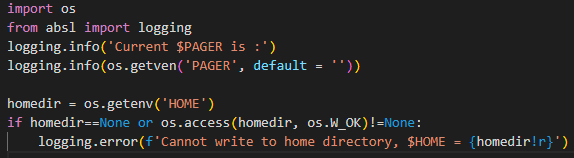 import os
from absl import logging
logging.info('Current $PAGER is :')
logging.info(os.getven('PAGER', default = ''))
homedir = os.getenv('HOME')
if homedir==None or os.access(homedir, os.W_OK)!=None:
logging.error(f'Cannot write to home directory, $HOME = {homedir!r}')